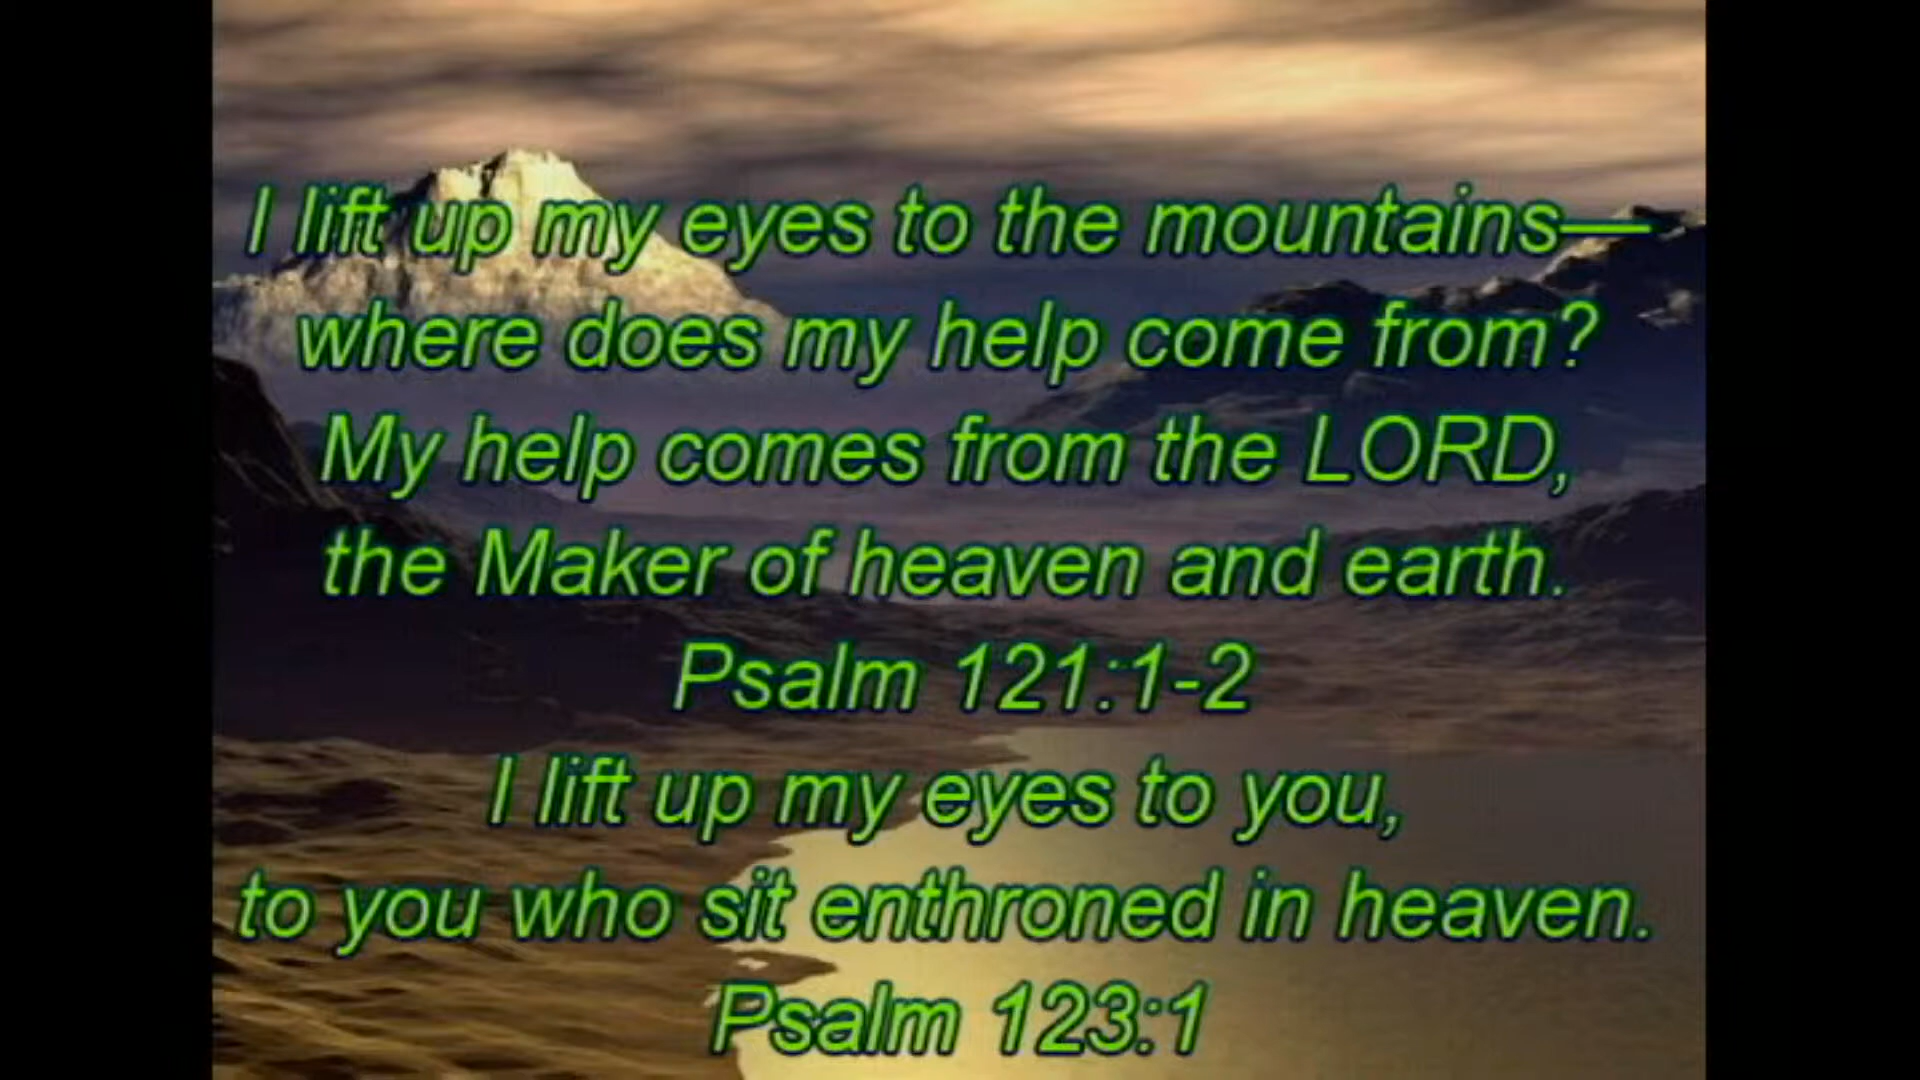 I lift up my eyes to the mountains—
where does my help come from?
My help comes from the LORD,
the Maker of heaven and earth.
Psalm 121:1-2
I lift up my eyes to you,
to you who sit enthroned in heaven.
Psalm 123:1